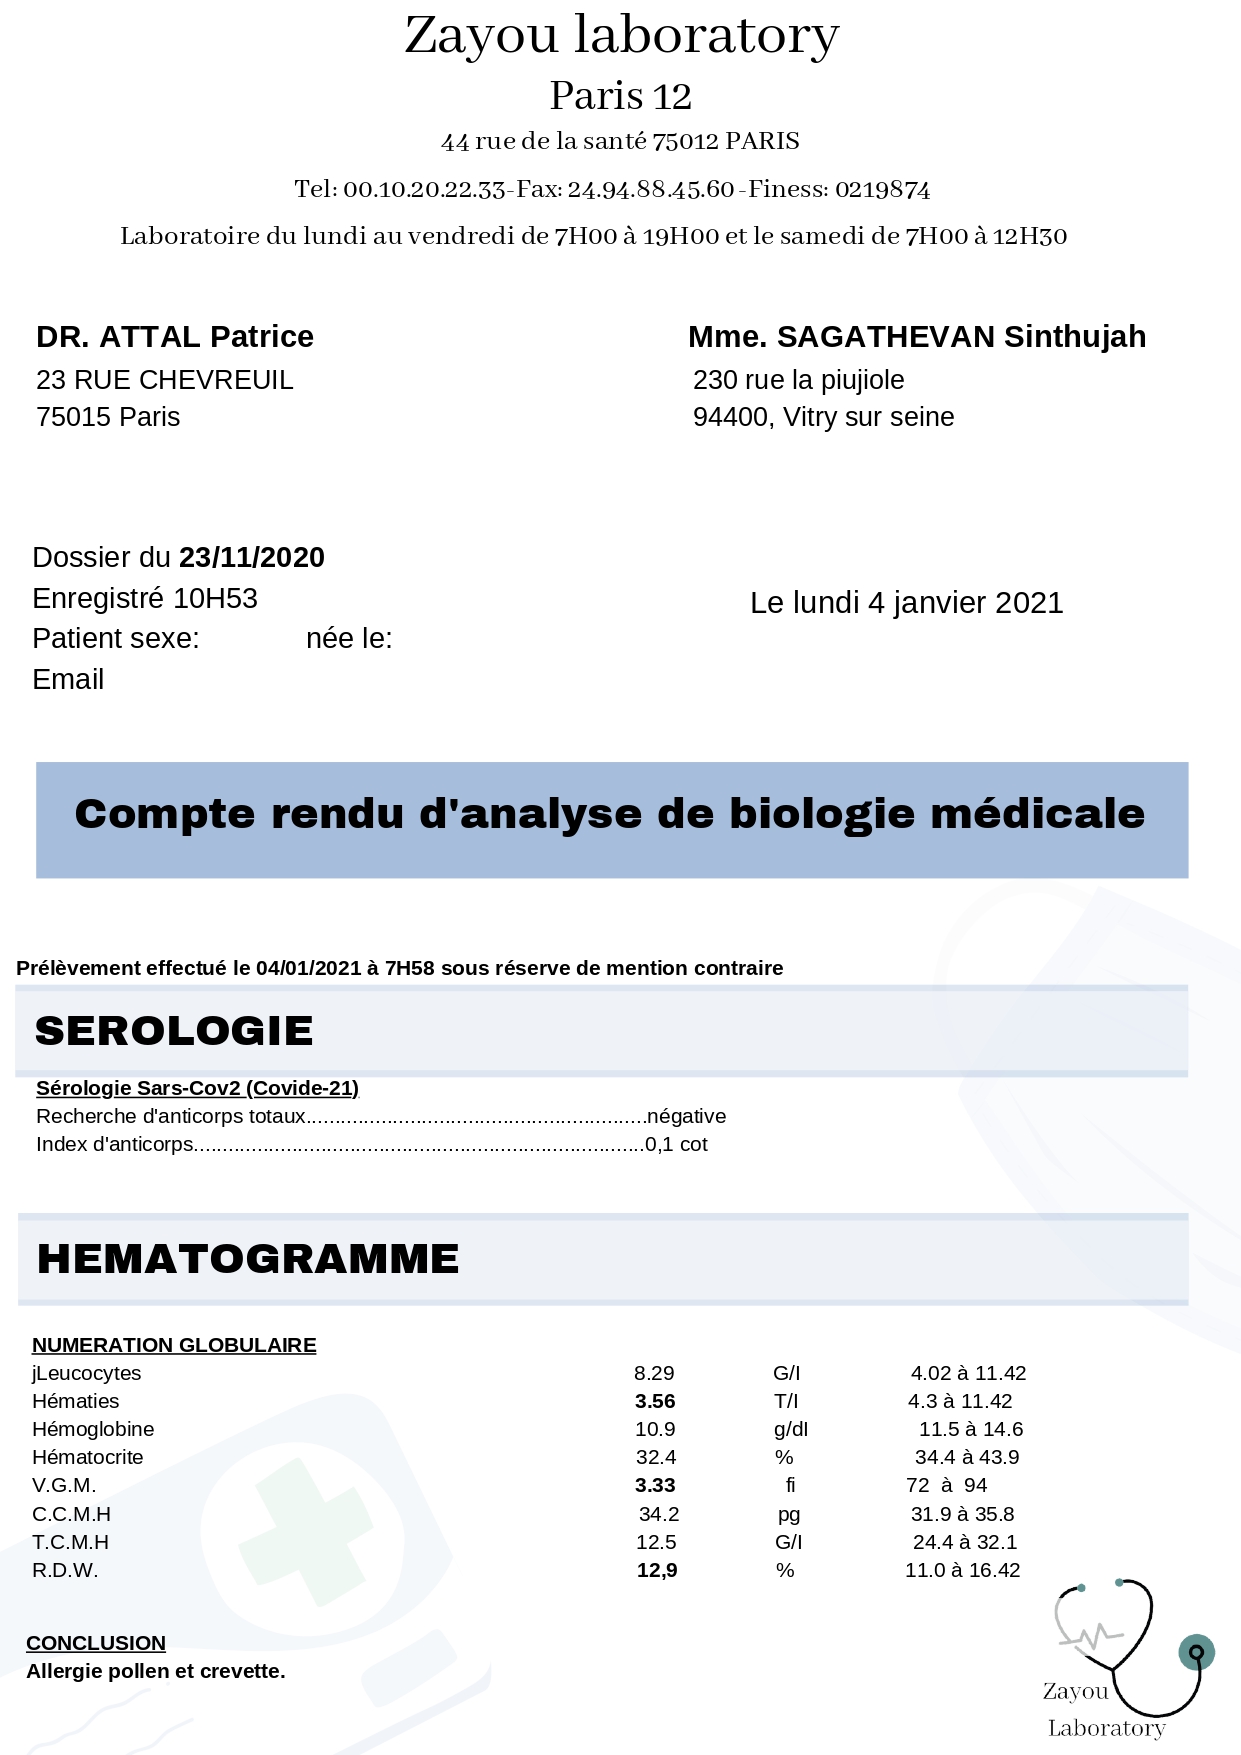 Zayou laboratory
Paris 12
44 rue de la santé 75012 PARIS
Tel: 00.10.20.22.33-Fax: 24.94.88.45.60 -Finess: 0219874
Laboratoire du lundi au vendredi de 7H00 à 19H00 et le samedi de 7H00 à 12H30
DR. ATTAL Patrice
23 RUE CHEVREUIL
75015 Paris
Mme. SAGATHEVAN Sinthujah
230 rue la piujiole
94400, Vitry sur seine
Dossier du 23/11/2020
Enregistré 10H53
Patient sexe: née le:
Email
Le lundi 4 janvier 2021
Compte rendu d'analyse de biologie médicale
Prélèvement effectué le 04/01/2021 à 7H58 sous réserve de mention contraire
SEROLOGIE
Sérologie Sars-Cov2 (Covide-21)
Recherche d'anticorps totaux...........................................................négative
Index d'anticorps..............................................................................0,1 cot
HEMATOGRAMME
NUMERATION GLOBULAIRE
jLeucocytes 8.29 G/I 4.02 à 11.42
Hématies 3.56 T/I 4.3 à 11.42
Hémoglobine 10.9 g/dI 11.5 à 14.6
Hématocrite 32.4 % 34.4 à 43.9
V.G.M. 3.33 fi 72 à 94
C.C.M.H 34.2 pg 31.9 à 35.8
T.C.M.H 12.5 G/I 24.4 à 32.1
R.D.W. 12,9 % 11.0 à 16.42
CONCLUSION
Allergie pollen et crevette.
Zayou
Laboratory